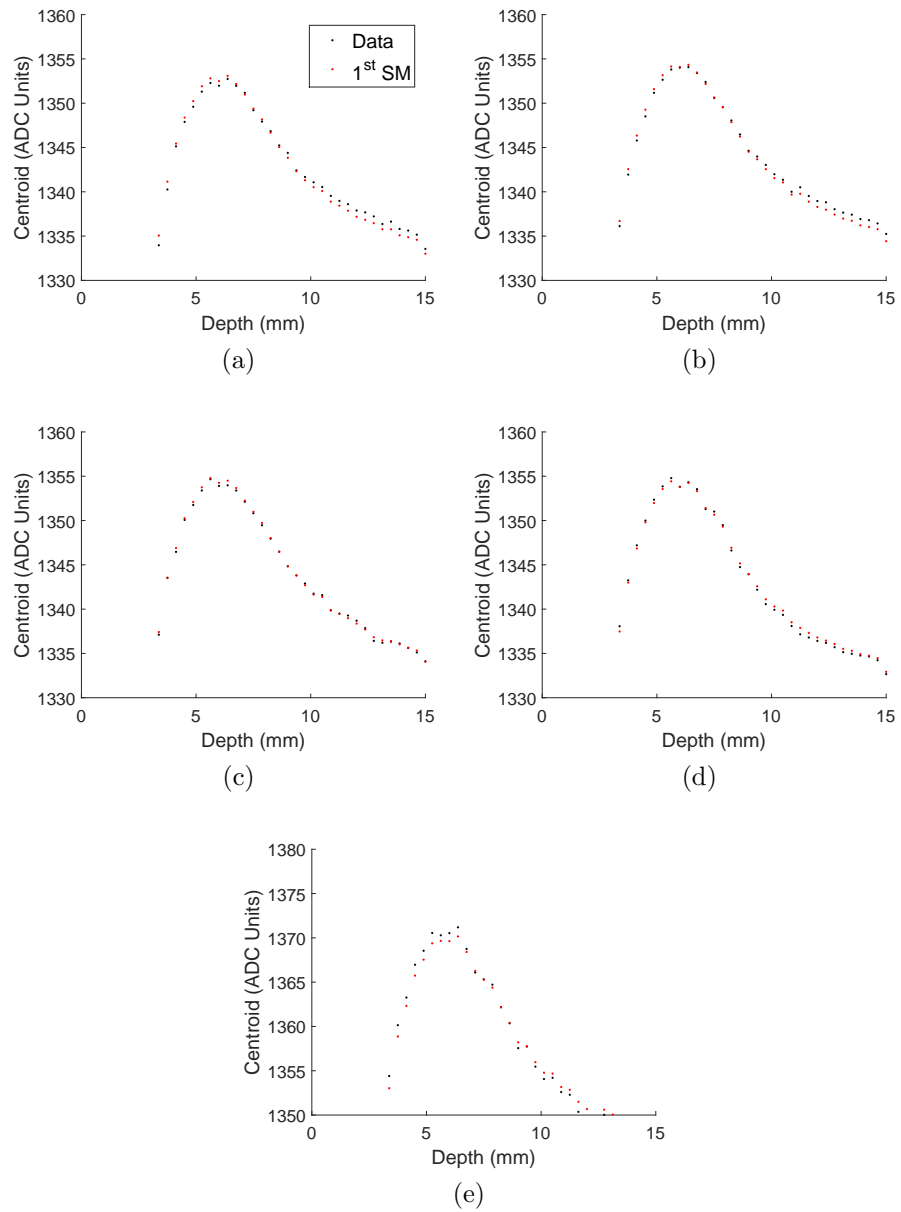 1360
1355
1350
1345
1340
1335
1330
0 5 10 15
Centroid (ADC Units)
Depth (mm)
Data
1st SM
(a)
1360
1355
1350
1345
1340
1335
1330
0 5 10 15
Centroid (ADC Units)
Depth (mm)
(b)
1360
1355
1350
1345
1340
1335
1330
0 5 10 15
Centroid (ADC Units)
Depth (mm)
(c)
1360
1355
1350
1345
1340
1335
1330
0 5 10 15
Centroid (ADC Units)
Depth (mm)
(d)
1380
1375
1370
1365
1360
1355
1350
0 5 10 15
Centroid (ADC Units)
Depth (mm)
(e)